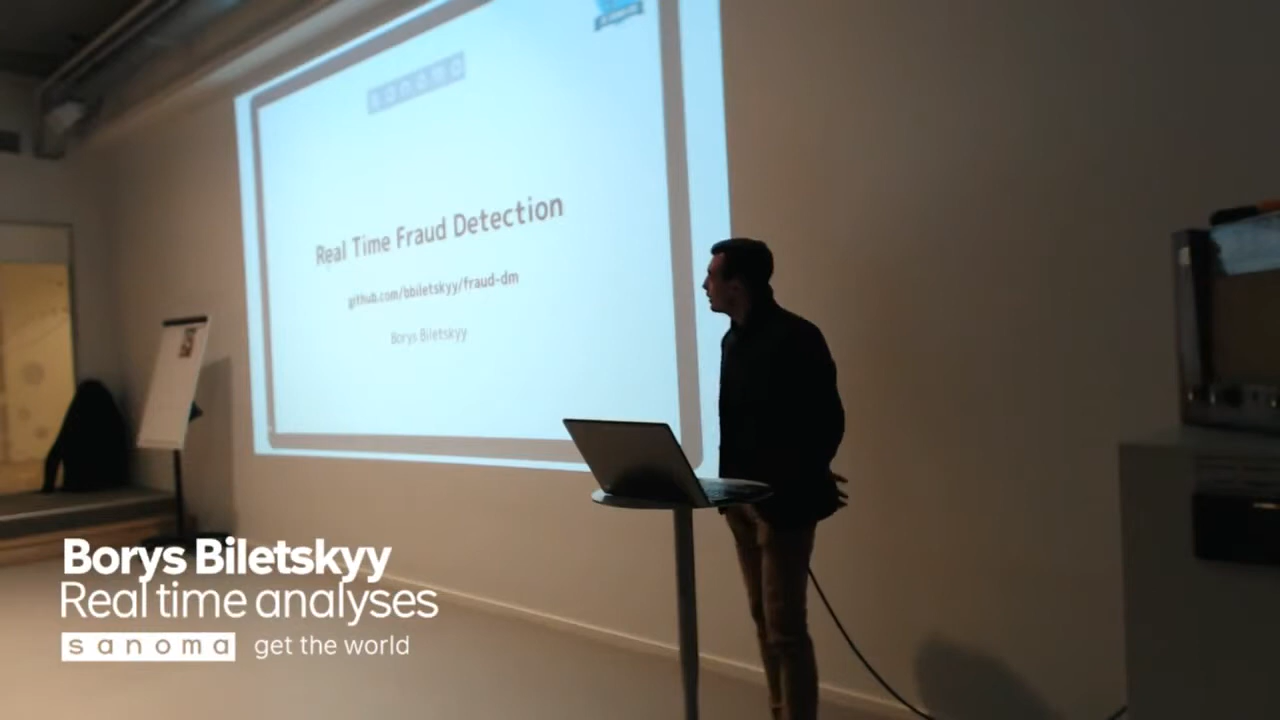 sanoma
Real Time Fraud Detection
github.com/bbiletskyy/fraud-dm
Borys Biletskyy
Borys Biletskyy
Real time analyses
sanoma get the world